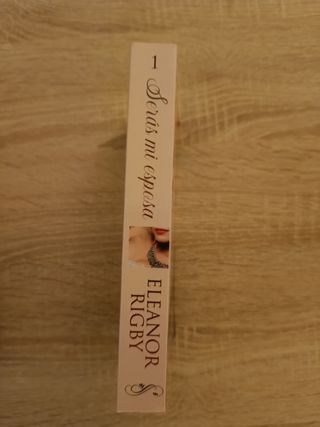 1
Serás mi esposa
ELEANOR
RIGBY